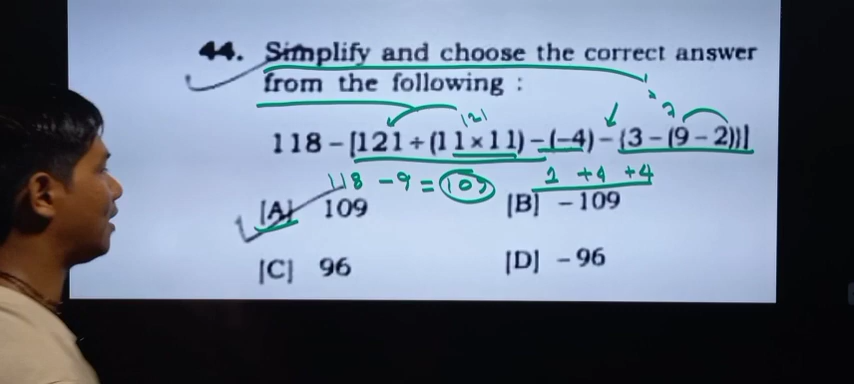 44. Simplify and choose the correct answer
from the following :
121
7
118 – [121 ÷ (11 × 11) – (–4) – {3 – (9 – 2)}]
118 - 9 = 109
1 +4 +4
[A] 109
[B] – 109
[C] 96
[D] – 96